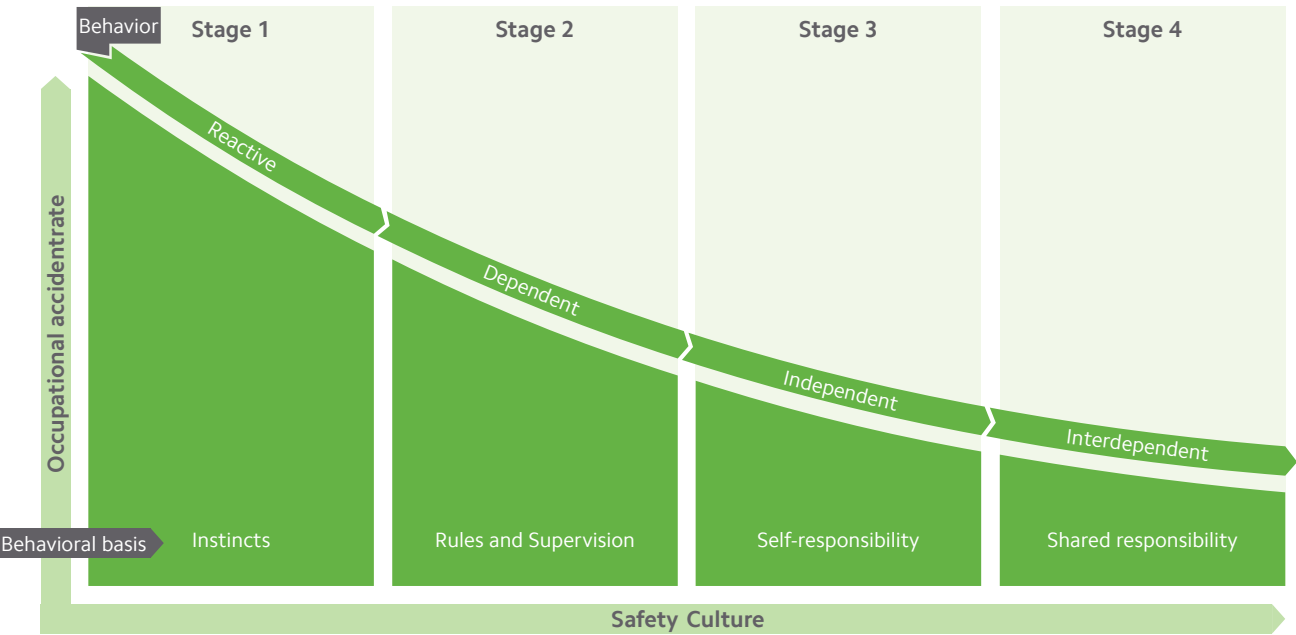 Behavior
Stage 1
Stage 2
Stage 3
Stage 4
Reactive
Dependent
Independent
Interdependent
Occupational accidentrate
Behavioral basis
Instincts
Rules and Supervision
Self-responsibility
Shared responsibility
Safety Culture